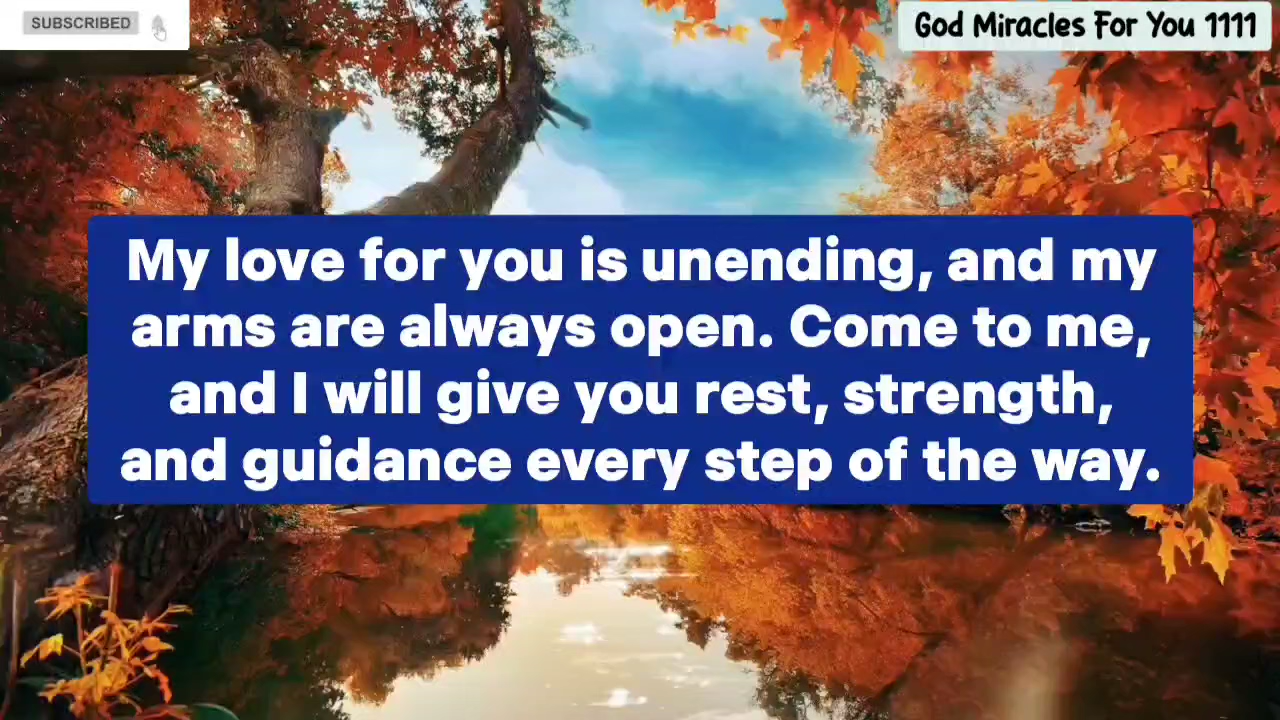 SUBSCRIBED
God Miracles For You 1111
My love for you is unending, and my
arms are always open. Come to me,
and I will give you rest, strength,
and guidance every step of the way.